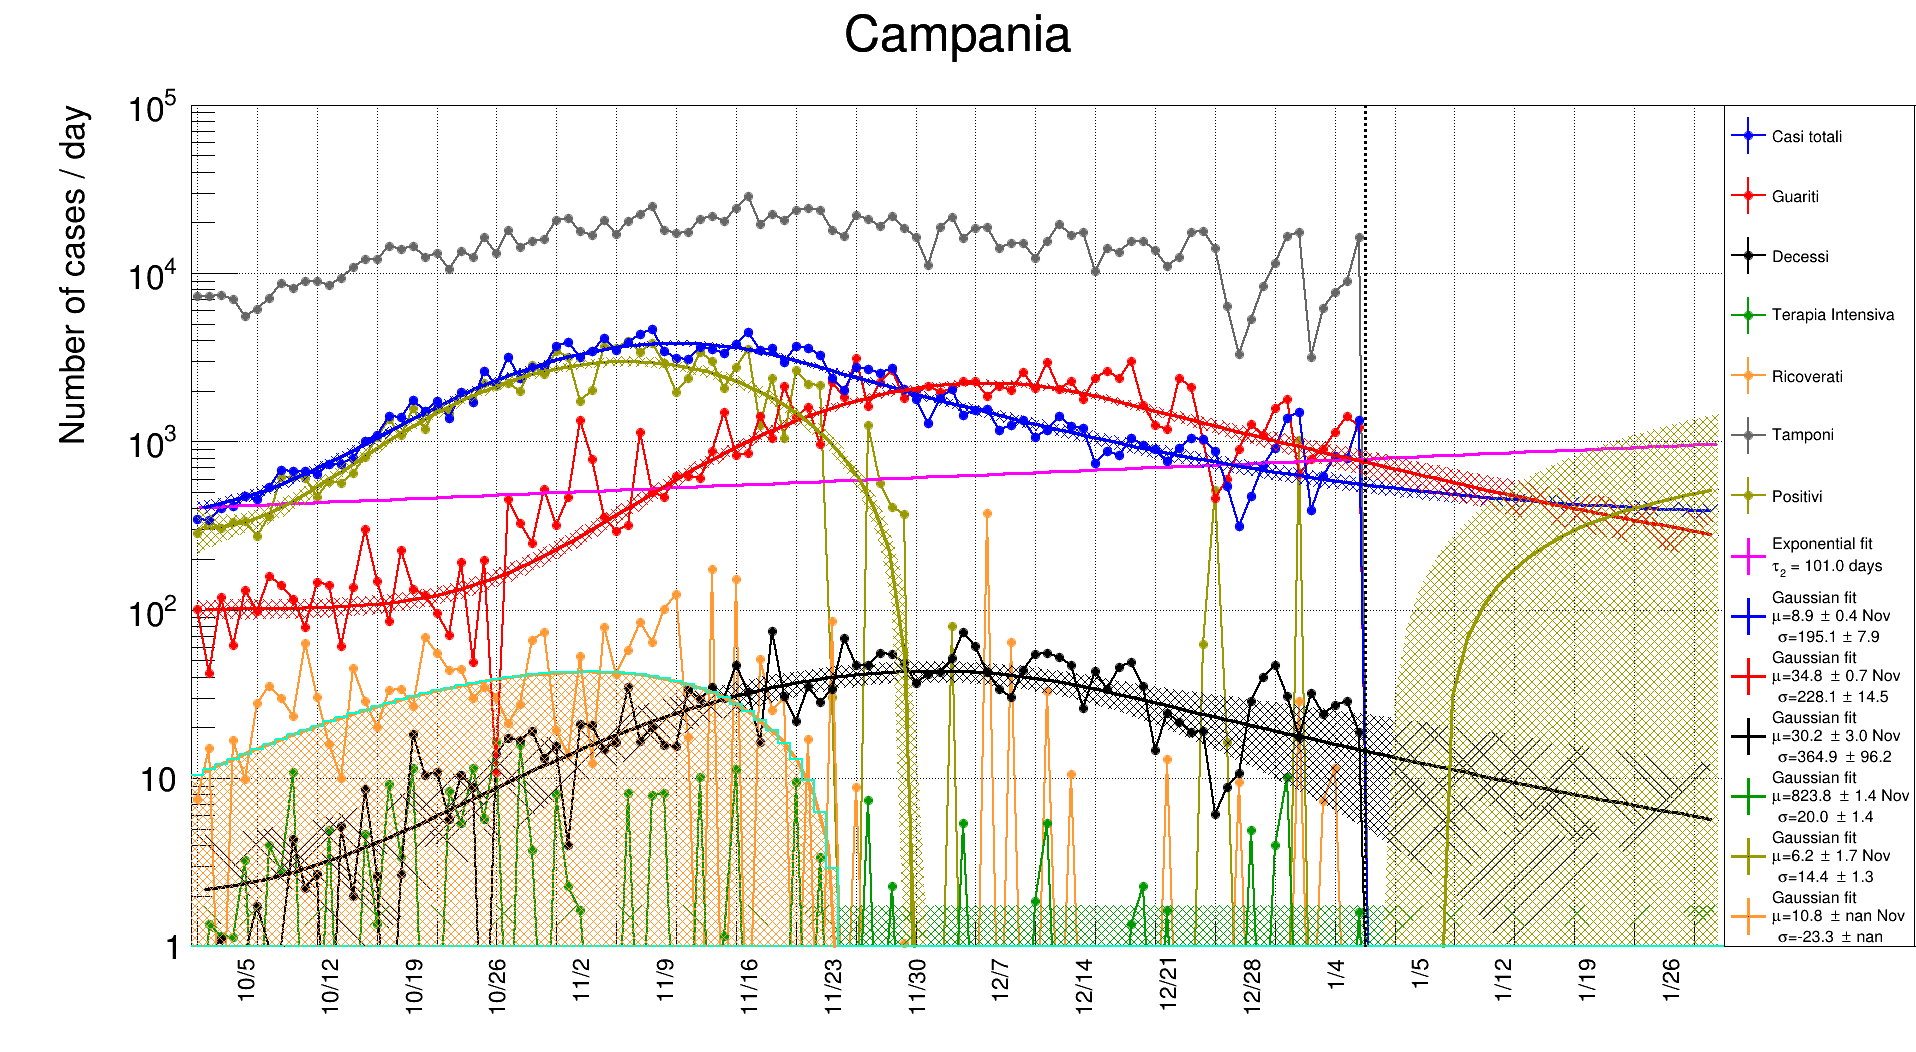 Campania
Number of cases / day
10^5
10^4
10^3
10^2
10
1
10/5
10/12
10/19
10/26
11/2
11/9
11/16
11/23
11/30
12/7
12/14
12/21
12/28
1/4
1/5
1/12
1/19
1/26
Casi totali
Guariti
Decessi
Terapia Intensiva
Ricoverati
Tamponi
Positivi
Exponential fit
τ₂ = 101.0 days
Gaussian fit
μ=8.9 ± 0.4 Nov
σ=195.1 ± 7.9
Gaussian fit
μ=34.8 ± 0.7 Nov
σ=228.1 ± 14.5
Gaussian fit
μ=30.2 ± 3.0 Nov
σ=364.9 ± 96.2
Gaussian fit
μ=823.8 ± 1.4 Nov
σ=20.0 ± 1.4
Gaussian fit
μ=6.2 ± 1.7 Nov
σ=14.4 ± 1.3
Gaussian fit
μ=10.8 ± nan Nov
σ=-23.3 ± nan